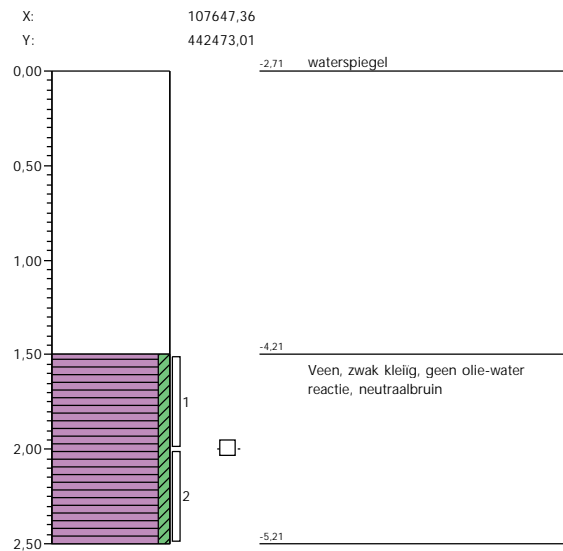 X: 107647,36
Y: 442473,01
0,00 -2,71 waterspiegel
0,50
1,00
1,50 -4,21
Veen, zwak kleiïg, geen olie-water
reactie, neutraalbruin
1
2,00
2
2,50 -5,21